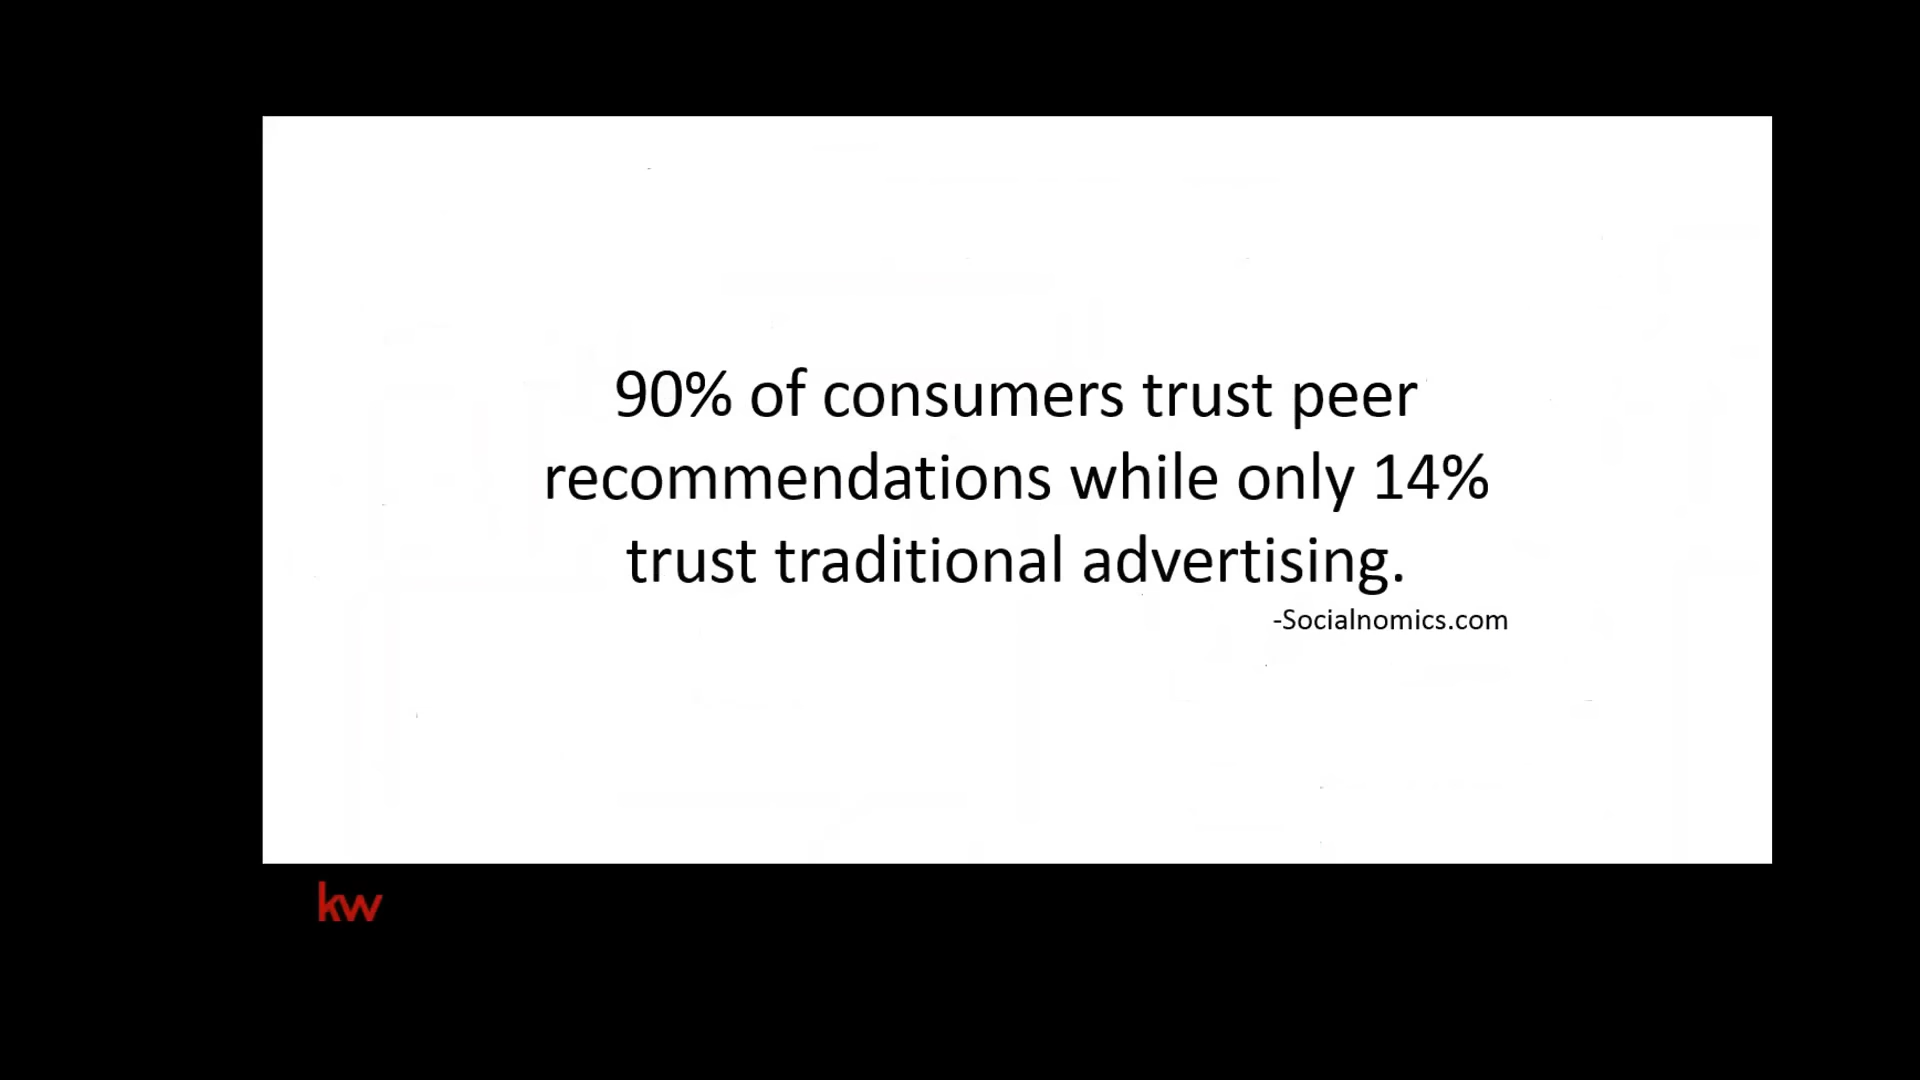 90% of consumers trust peer
recommendations while only 14%
trust traditional advertising.
-Socialnomics.com
kw